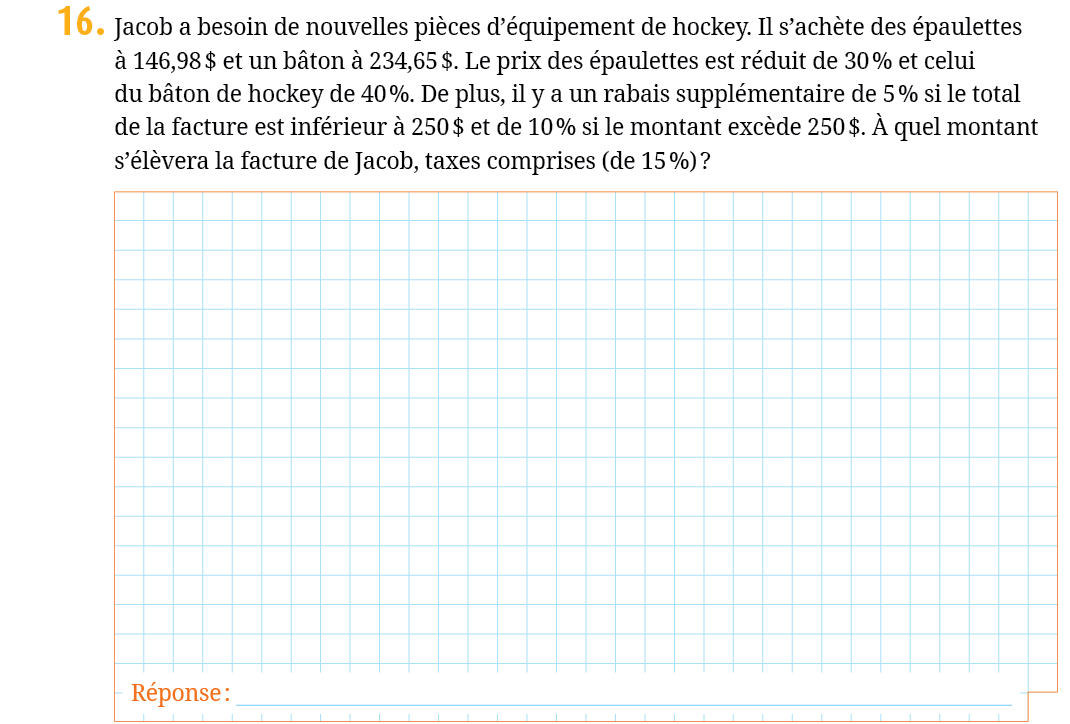 16. Jacob a besoin de nouvelles pièces d’équipement de hockey. Il s’achète des épaulettes
à 146,98 $ et un bâton à 234,65 $. Le prix des épaulettes est réduit de 30 % et celui
du bâton de hockey de 40 %. De plus, il y a un rabais supplémentaire de 5 % si le total
de la facture est inférieur à 250 $ et de 10 % si le montant excède 250 $. À quel montant
s’élèvera la facture de Jacob, taxes comprises (de 15 %) ?
Réponse :